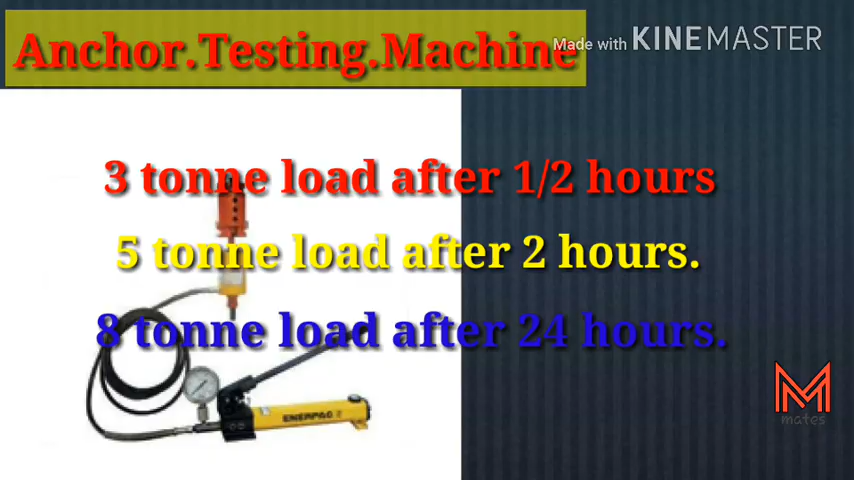 Anchor.Testing.Machine
Made with KINEMASTER
3 tonne load after 1/2 hours
5 tonne load after 2 hours.
8 tonne load after 24 hours.
ENERPAC
M
mates